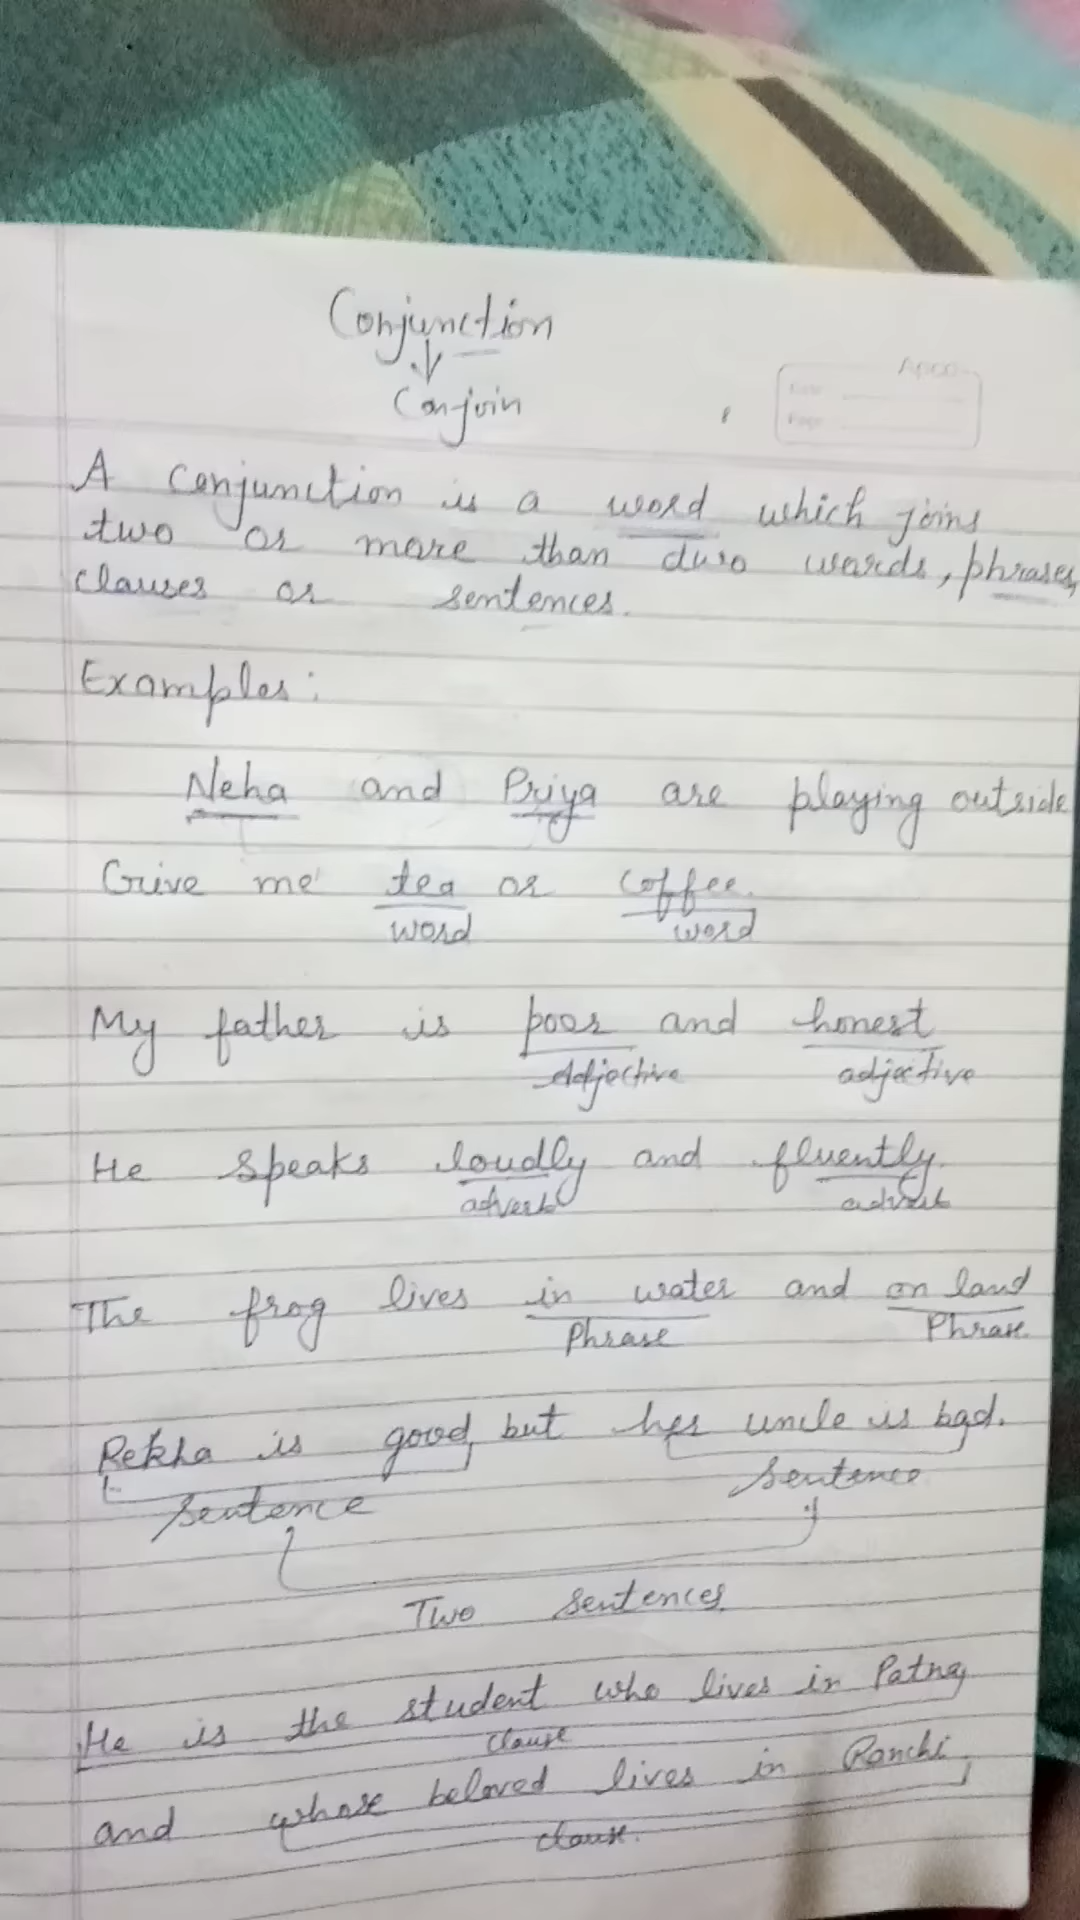 Conjunction
Conjoin
Apco
Date
Page
A conjunction is a word which joins
two or more than two words, phrases,
clauses or sentences.
Examples:
Neha and Priya are playing outside
Give me tea or coffee.
word word
My father is poor and honest
Adjective adjective
He speaks loudly and fluently.
adverb adverb
The frog lives in water and on land
Phrase Phrase
Rekha is good but her uncle is bad.
Sentence Sentence
Two Sentences
He is the student who lives in Patna
clause
and whose beloved lives in Ranchi.
clause.